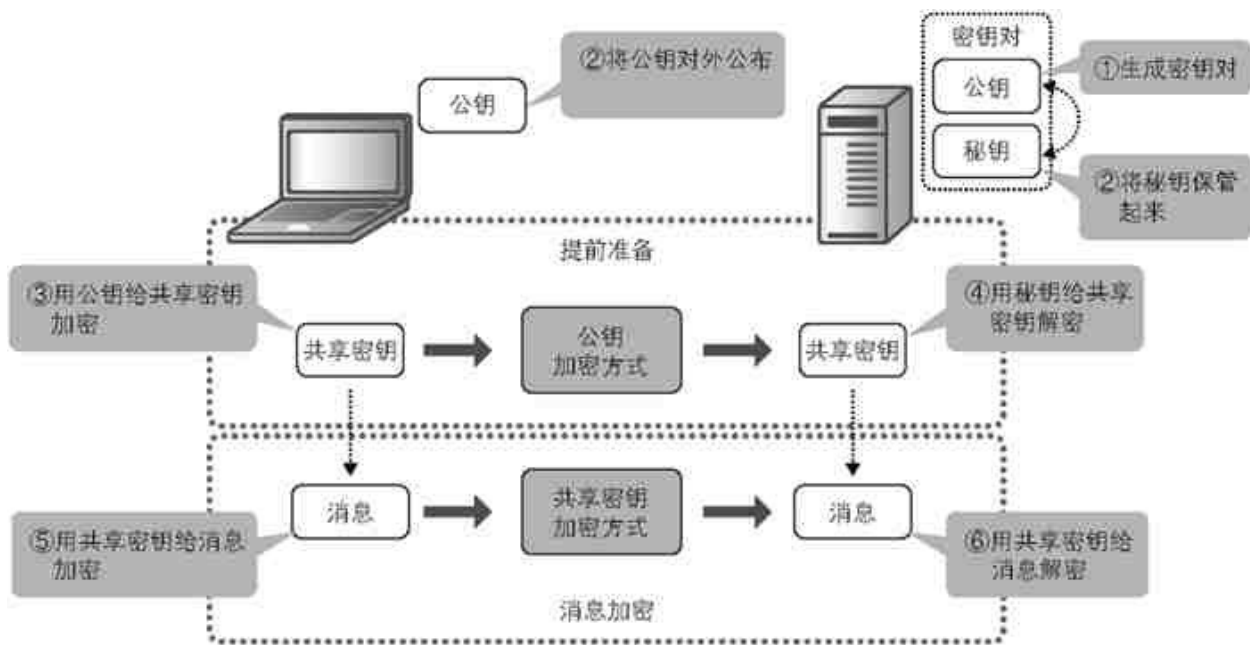 ②将公钥对外公布
公钥
密钥对
公钥
秘钥
①生成密钥对
②将秘钥保管
起来
提前准备
③用公钥给共享密钥
加密
共享密钥
公钥
加密方式
共享密钥
④用秘钥给共享
密钥解密
消息
共享密钥
加密方式
消息
⑤用共享密钥给消息
加密
⑥用共享密钥给
消息解密
消息加密